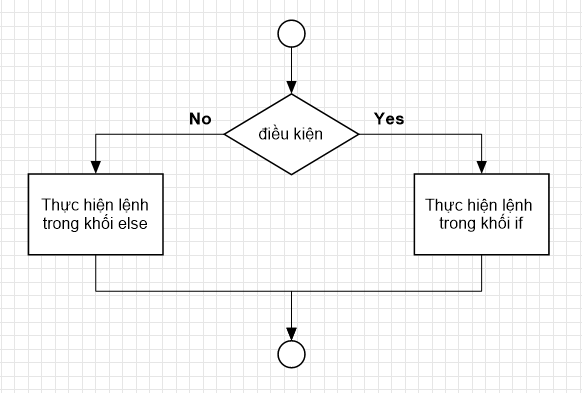 No
Yes
điều kiện
Thực hiện lệnh
trong khối else
Thực hiện lệnh
trong khối if